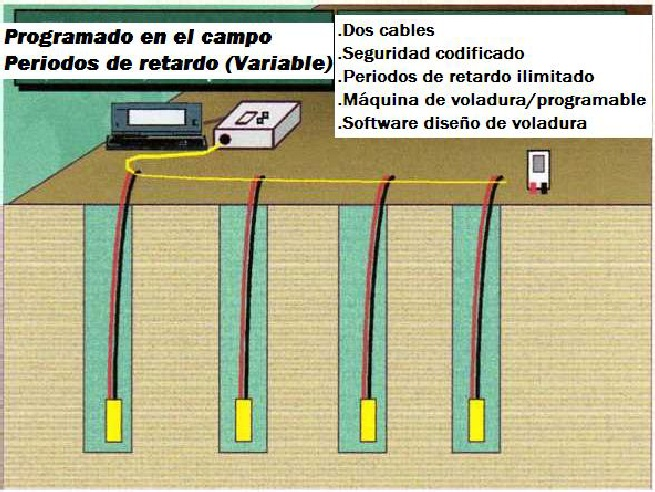 Programado en el campo
Periodos de retardo (Variable)
.Dos cables
.Seguridad codificado
.Periodos de retardo ilimitado
.Máquina de voladura/programable
.Software diseño de voladura